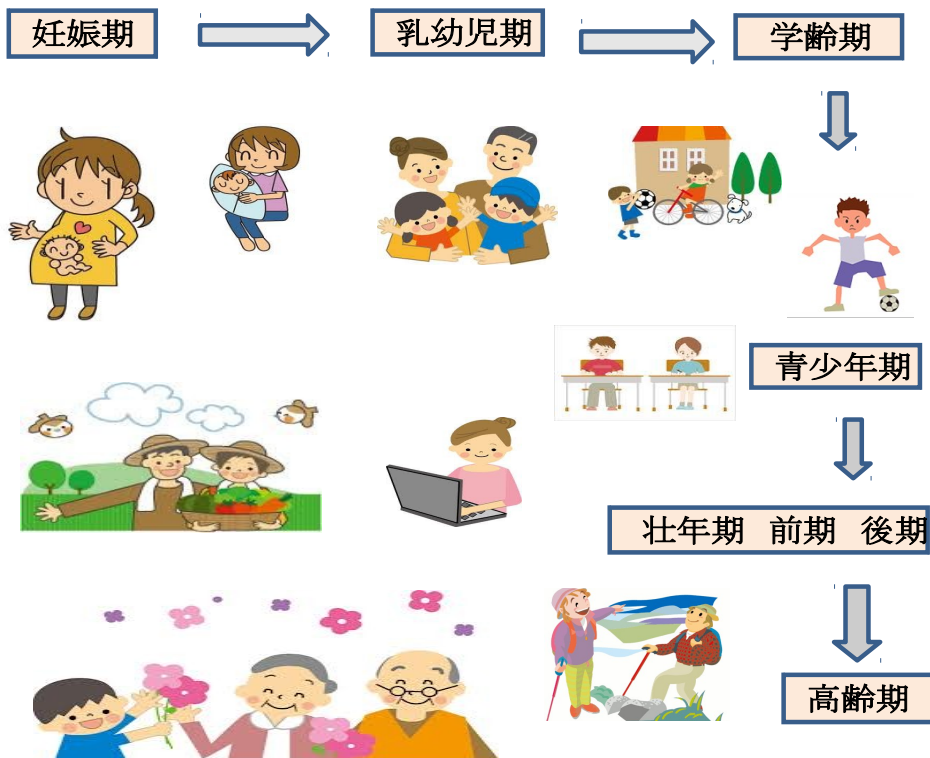 妊娠期
乳幼児期
学齢期
青少年期
壮年期 前期 後期
高齢期